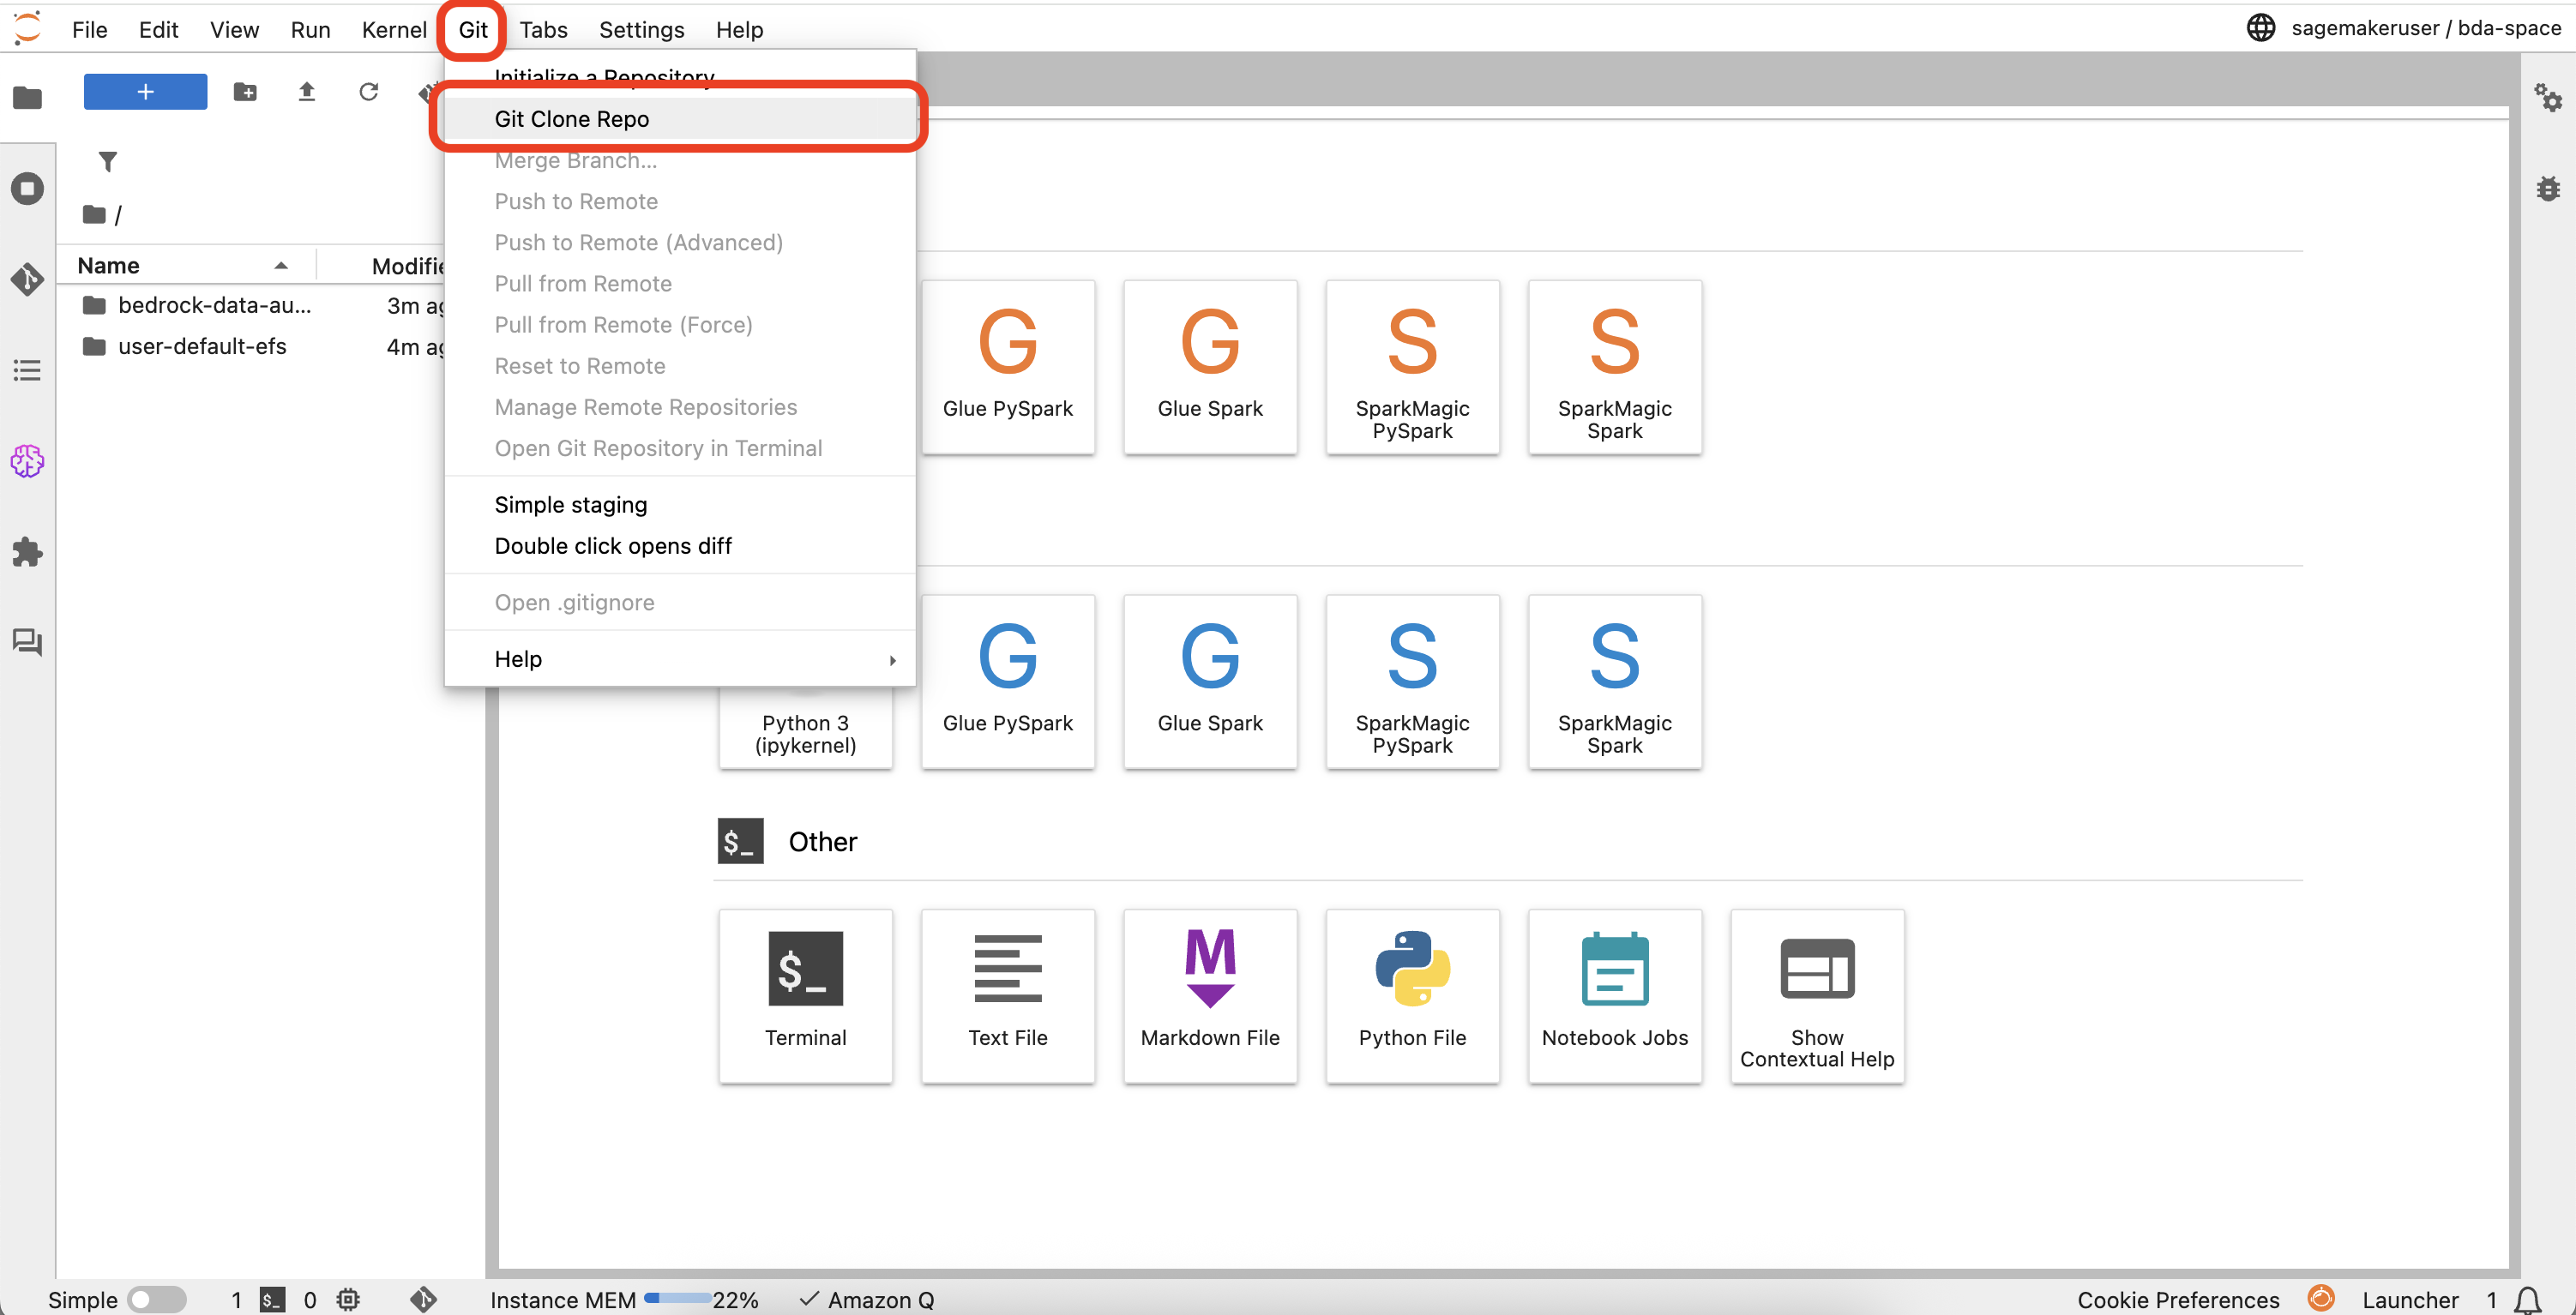 File Edit View Run Kernel Git Tabs Settings Help
sagemakeruser / bda-space
+
/
Name
Modifie
bedrock-data-au...
3m ag
user-default-efs
4m ag
Initialize a Repository
Git Clone Repo
Merge Branch...
Push to Remote
Push to Remote (Advanced)
Pull from Remote
Pull from Remote (Force)
Reset to Remote
Manage Remote Repositories
Open Git Repository in Terminal
Simple staging
Double click opens diff
Open .gitignore
Help
G
Glue PySpark
G
Glue Spark
S
SparkMagic
PySpark
S
SparkMagic
Spark
Python 3
(ipykernel)
G
Glue PySpark
G
Glue Spark
S
SparkMagic
PySpark
S
SparkMagic
Spark
$_
Other
$_
Terminal
Text File
M
Markdown File
Python File
Notebook Jobs
Show
Contextual Help
Simple
1
$_
0
Instance MEM
22%
Amazon Q
Cookie Preferences
Launcher
1